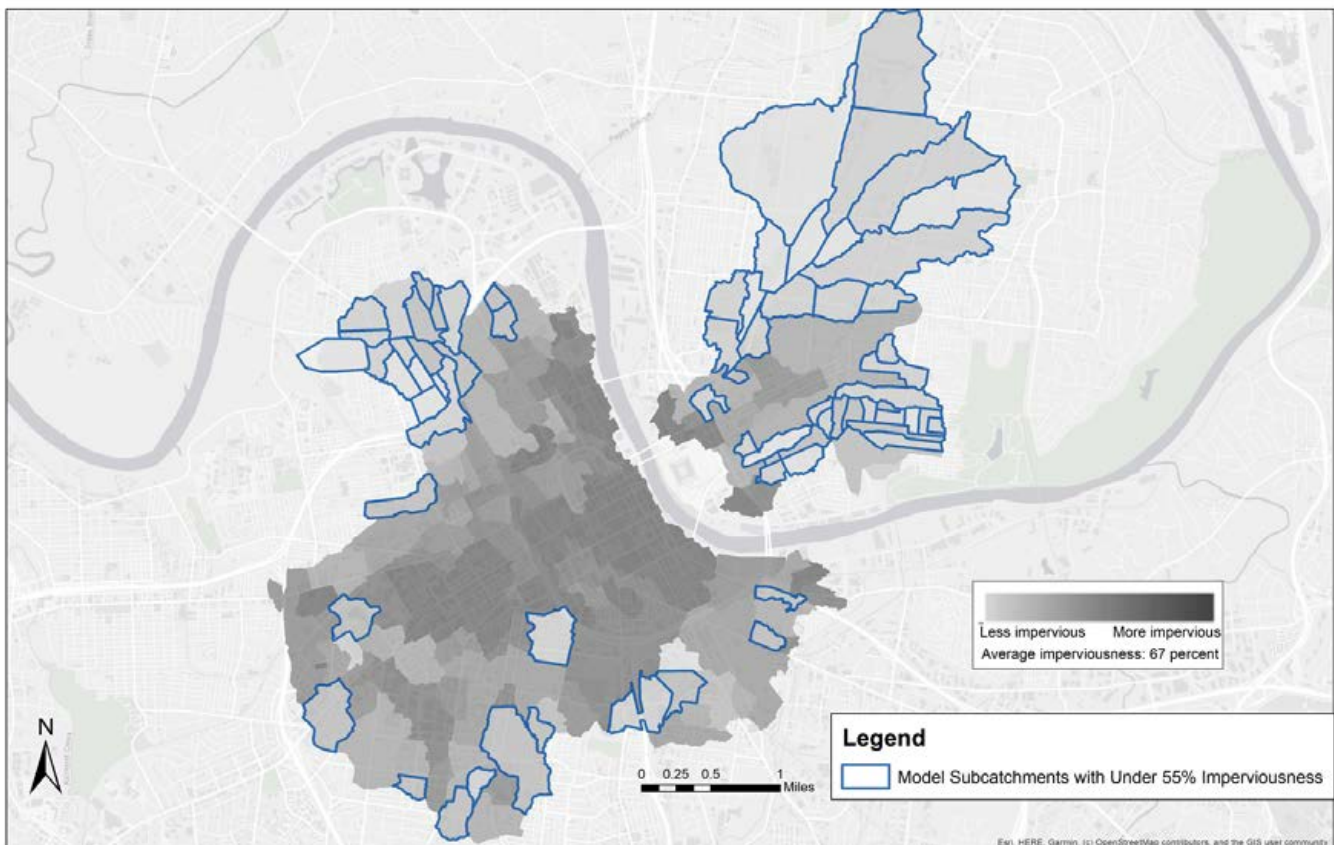 Less impervious More impervious
Average imperviousness: 67 percent
N
Legend
Model Subcatchments with Under 55% Imperviousness
0 0.25 0.5 1
Miles
Esri, HERE, Garmin, (c) OpenStreetMap contributors, and the GIS user community